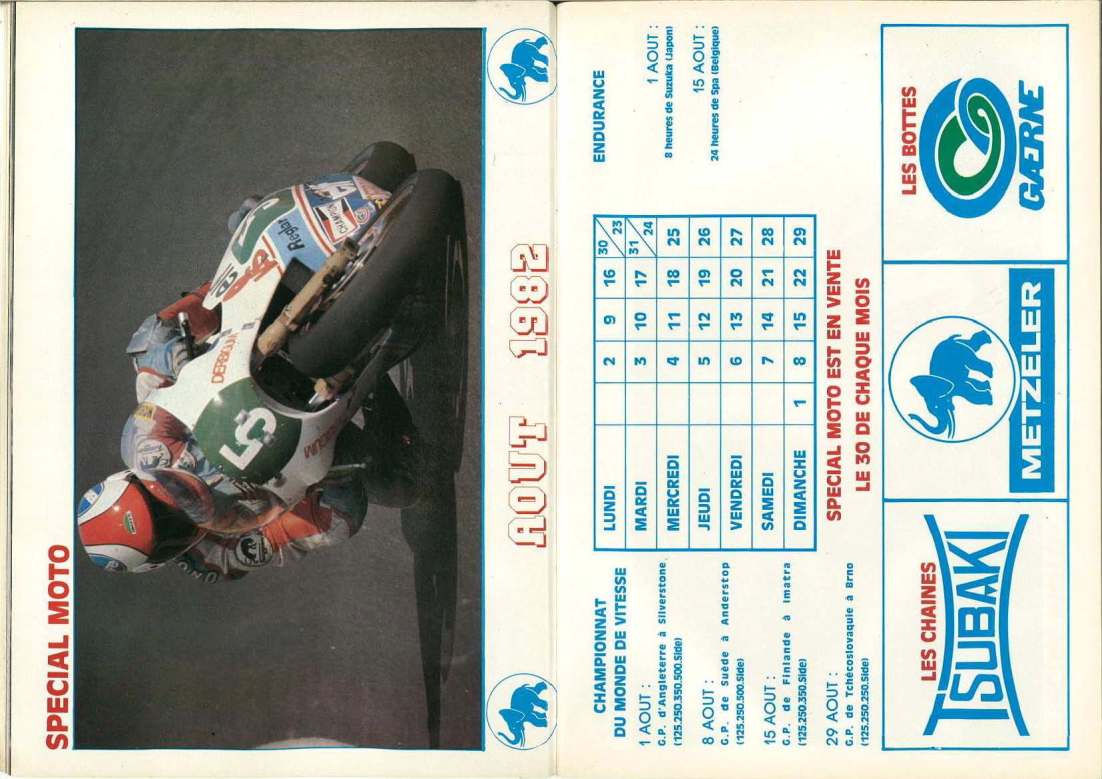 SPECIAL MOTO
DERBIGUM
DERBIGUM
5
Reglar
CHAMPION
AOUT 1982
CHAMPIONNAT
DU MONDE DE VITESSE
1 AOUT :
G.P. d'Angleterre à Silverstone
(125.250.350.500.Side)
8 AOUT :
G.P. de Suède à Anderstop
(125.250.500.Side)
15 AOUT :
G.P. de Finlande à Imatra
(125.250.350.Side)
29 AOUT :
G.P. de Tchécoslovaquie à Brno
(125.250.250.Side)
LUNDI 2 9 16 30 23
MARDI 3 10 17 31 24
MERCREDI 4 11 18 25
JEUDI 5 12 19 26
VENDREDI 6 13 20 27
SAMEDI 7 14 21 28
DIMANCHE 1 8 15 22 29
SPECIAL MOTO EST EN VENTE
LE 30 DE CHAQUE MOIS
ENDURANCE
1 AOUT :
8 heures de Suzuka (Japon)
15 AOUT :
24 heures de Spa (Belgique)
LES CHAINES
TSUBAKI
METZELER
LES BOTTES
GÆRNE